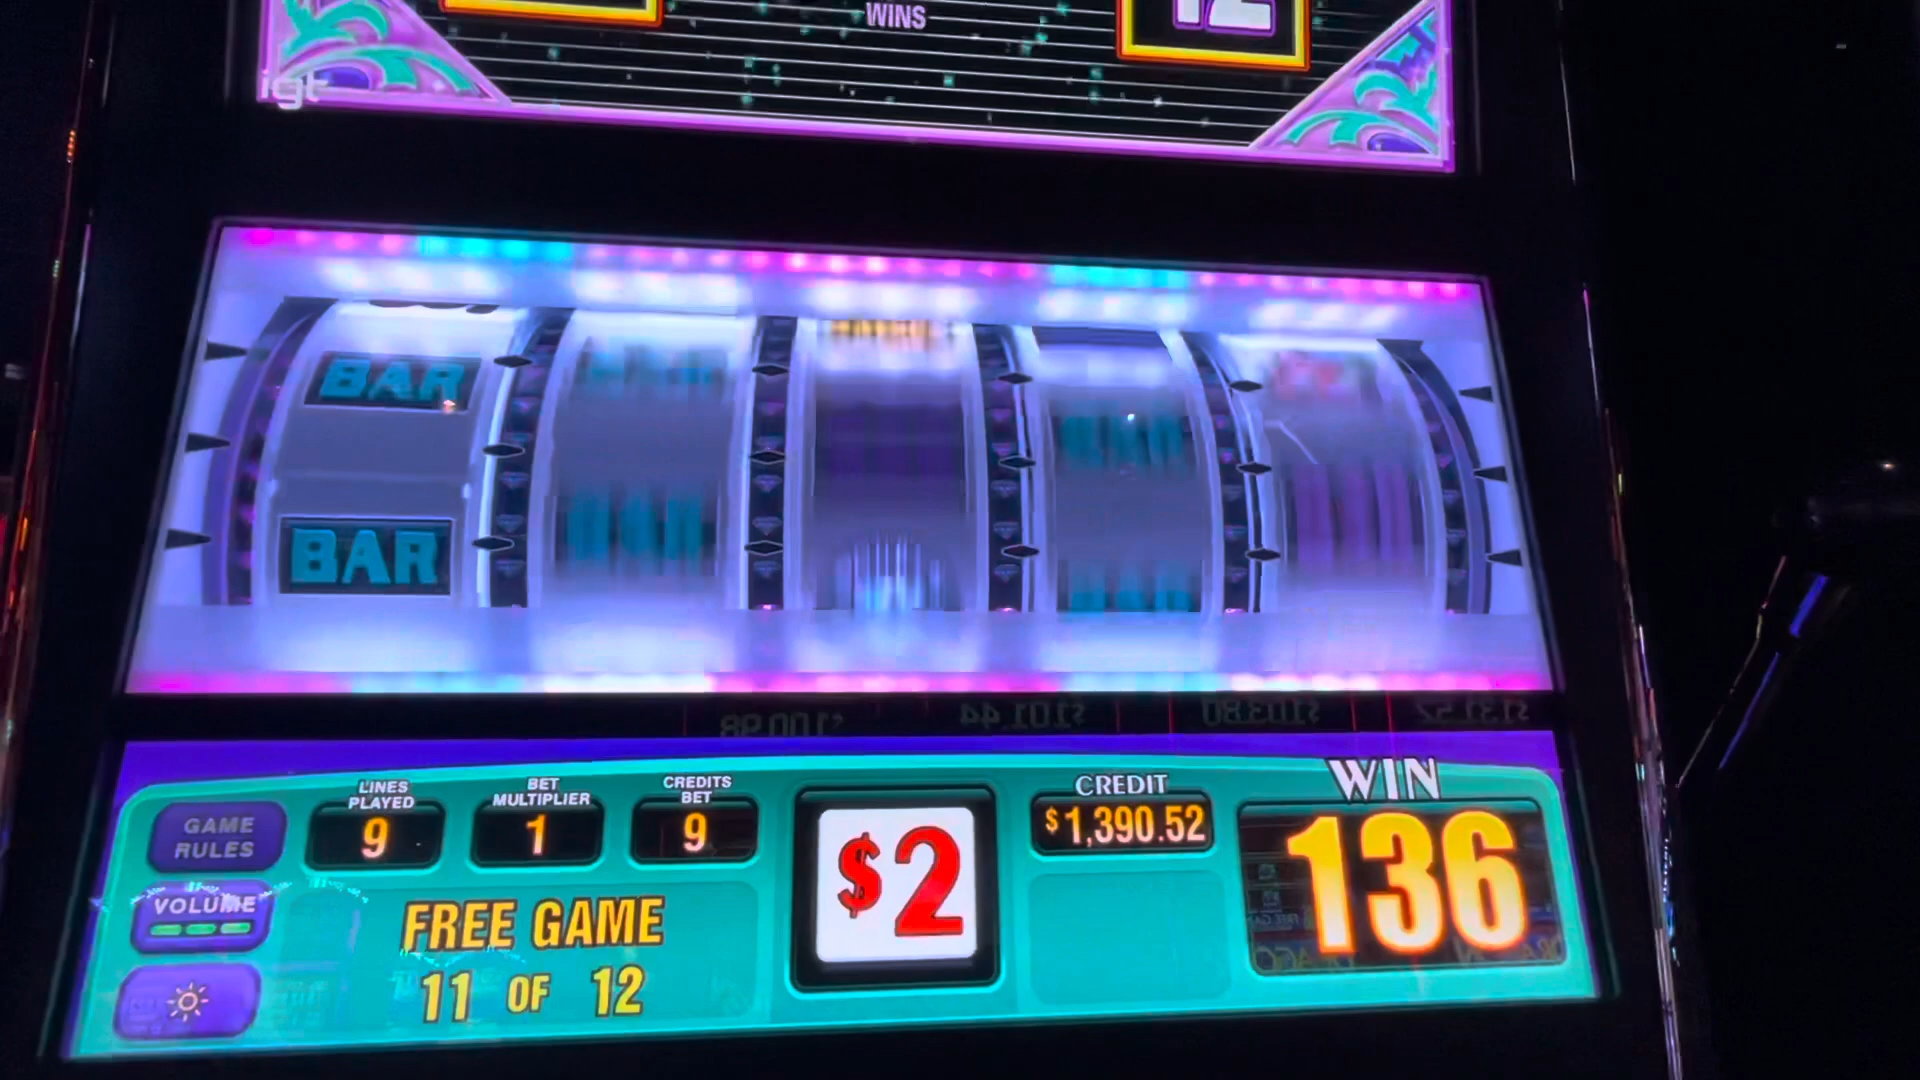 WINS
12
igt
BAR
BAR
LINES
PLAYED
9
BET
MULTIPLIER
1
CREDITS
BET
9
$2
CREDIT
$1,390.52
WIN
136
GAME
RULES
VOLUME
FREE GAME
11 OF 12